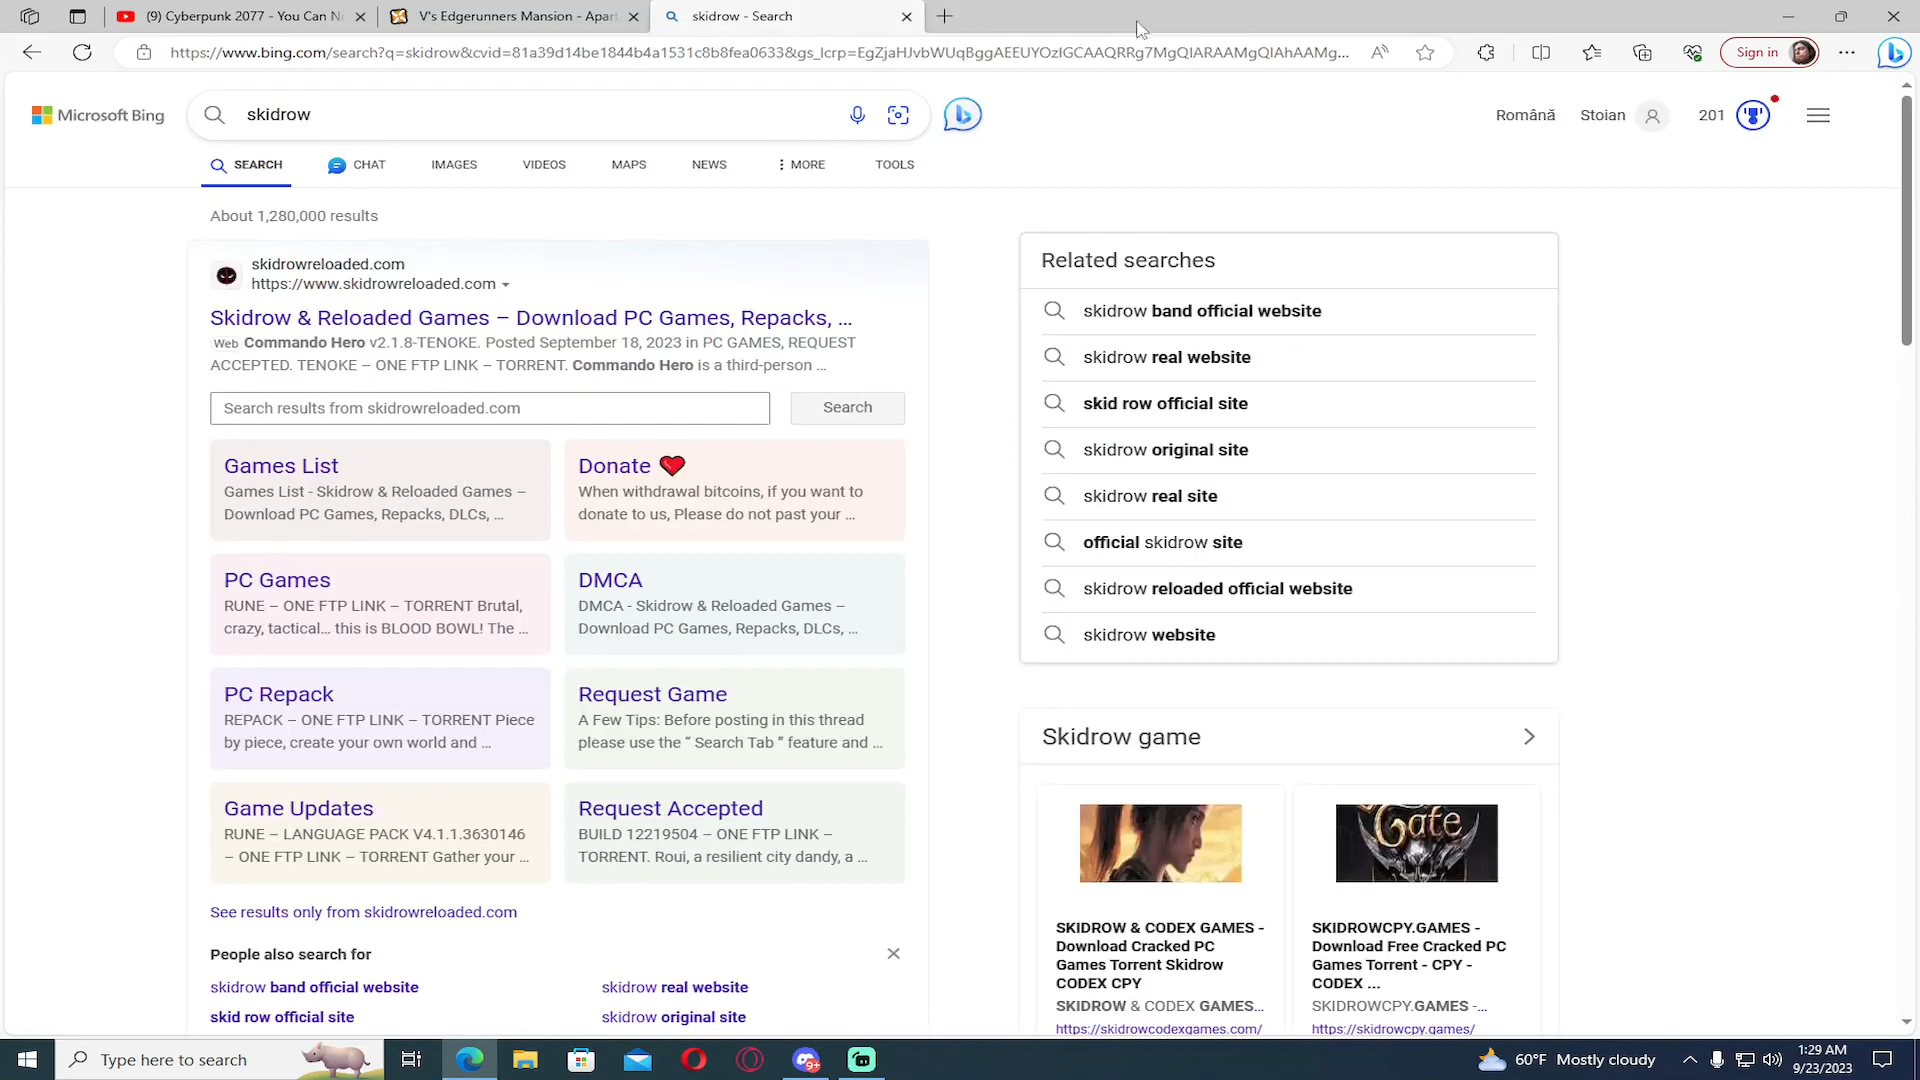 (9) Cyberpunk 2077 - You Can No
V's Edgerunners Mansion - Apart
skidrow - Search
https://www.bing.com/search?q=skidrow&cvid=81a39d14be1844b4a1531c8b8fea0633&gs_lcrp=EgZjaHJvbWUqBggAEEUYOzIGCAAQRRg7MgQIARAAMgQIAhAAMg...
Sign in
Microsoft Bing
skidrow
Română
Stoian
201
SEARCH
CHAT
IMAGES
VIDEOS
MAPS
NEWS
MORE
TOOLS
About 1,280,000 results
skidrowreloaded.com
https://www.skidrowreloaded.com
Skidrow & Reloaded Games – Download PC Games, Repacks, …
Web Commando Hero v2.1.8-TENOKE. Posted September 18, 2023 in PC GAMES, REQUEST
ACCEPTED. TENOKE – ONE FTP LINK – TORRENT. Commando Hero is a third-person …
Search results from skidrowreloaded.com
Search
Games List
Games List - Skidrow & Reloaded Games –
Download PC Games, Repacks, DLCs, …
Donate ❤️
When withdrawal bitcoins, if you want to
donate to us, Please do not past your …
PC Games
RUNE – ONE FTP LINK – TORRENT Brutal,
crazy, tactical… this is BLOOD BOWL! The …
DMCA
DMCA - Skidrow & Reloaded Games –
Download PC Games, Repacks, DLCs, …
PC Repack
REPACK – ONE FTP LINK – TORRENT Piece
by piece, create your own world and …
Request Game
A Few Tips: Before posting in this thread
please use the “ Search Tab ” feature and …
Game Updates
RUNE – LANGUAGE PACK V4.1.1.3630146
– ONE FTP LINK – TORRENT Gather your …
Request Accepted
BUILD 12219504 – ONE FTP LINK –
TORRENT. Roui, a resilient city dandy, a …
See results only from skidrowreloaded.com
People also search for
skidrow band official website
skidrow real website
skid row official site
skidrow original site
Related searches
skidrow band official website
skidrow real website
skid row official site
skidrow original site
skidrow real site
official skidrow site
skidrow reloaded official website
skidrow website
Skidrow game
Gate
SKIDROW & CODEX GAMES -
Download Cracked PC
Games Torrent Skidrow
CODEX CPY
SKIDROW & CODEX GAMES...
https://skidrowcodexgames.com/
SKIDROWCPY.GAMES -
Download Free Cracked PC
Games Torrent - CPY -
CODEX ...
SKIDROWCPY.GAMES -...
https://skidrowcpy.games/
Type here to search
9+
60°F Mostly cloudy
1:29 AM
9/23/2023